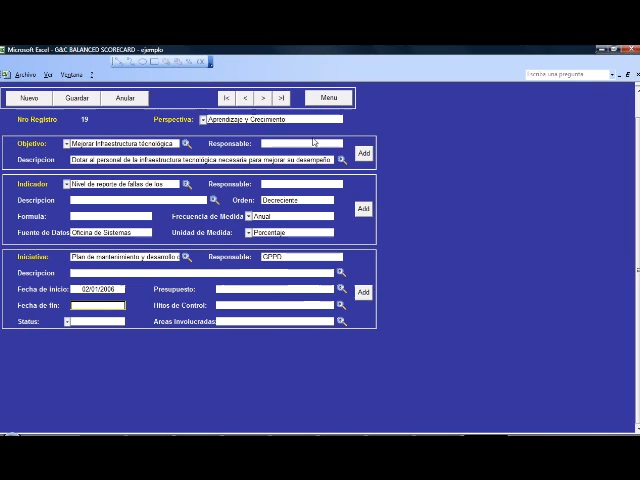 Microsoft Excel - G&C BALANCED SCORECARD - ejemplo
Archivo Ver Ventana ? Escriba una pregunta
Nuevo Guardar Anular |< < > >| Menu
Nro Registro 19 Perspectiva: Aprendizaje y Crecimiento
Objetivo: Mejorar Infraestructura técnológica Responsable:
Descripcion Dotar al personal de la infraestructura tecnológica necesaria para mejorar su desempeño Add
Indicador Nivel de reporte de fallas de los Responsable:
Descripcion Orden: Decreciente
Formula: Frecuencia de Medida Anual Add
Fuente de Datos Oficina de Sistemas Unidad de Medida: Porcentaje
Iniciativa: Plan de mantenimiento y desarrollo d Responsable: GPPD
Descripcion
Fecha de inicio: 02/01/2006 Presupuesto: Add
Fecha de fin: Hitos de Control:
Status: Areas Involucradas